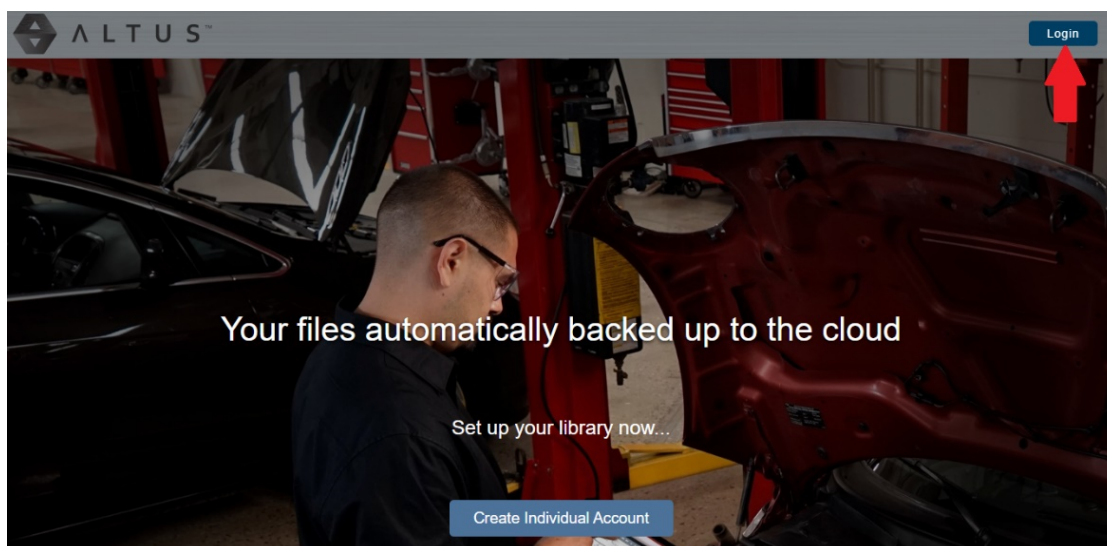 ALTUS™
Login
Your files automatically backed up to the cloud
Set up your library now...
Create Individual Account